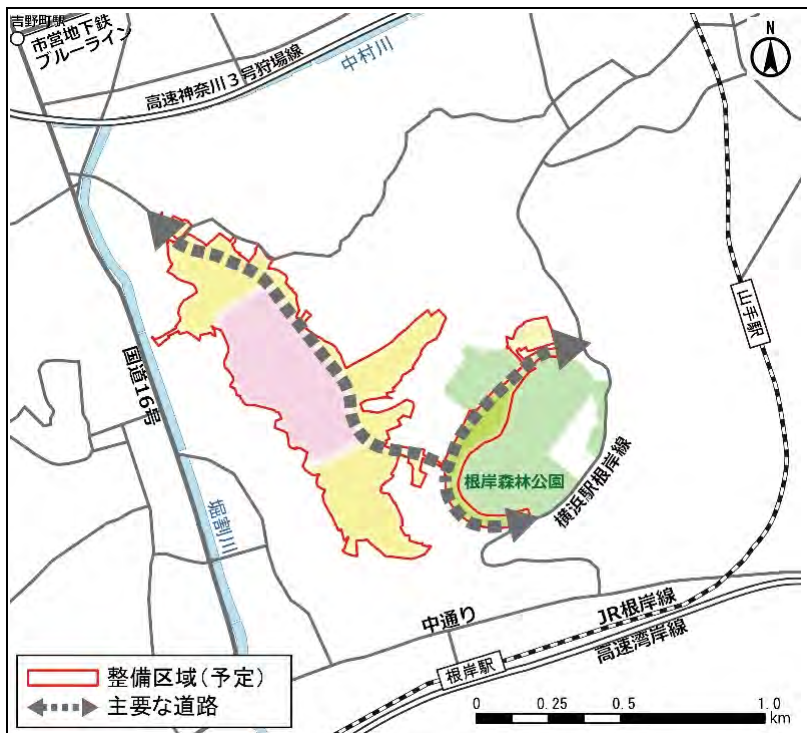 吉野町駅
市営地下鉄
ブルーライン
高速神奈川3号狩場線
中村川
N
山手駅
国道16号
根岸森林公園
横浜駅根岸線
堀割川
中通り
JR根岸線
高速湾岸線
根岸駅
整備区域(予定)
主要な道路
0 0.25 0.5 1.0
km